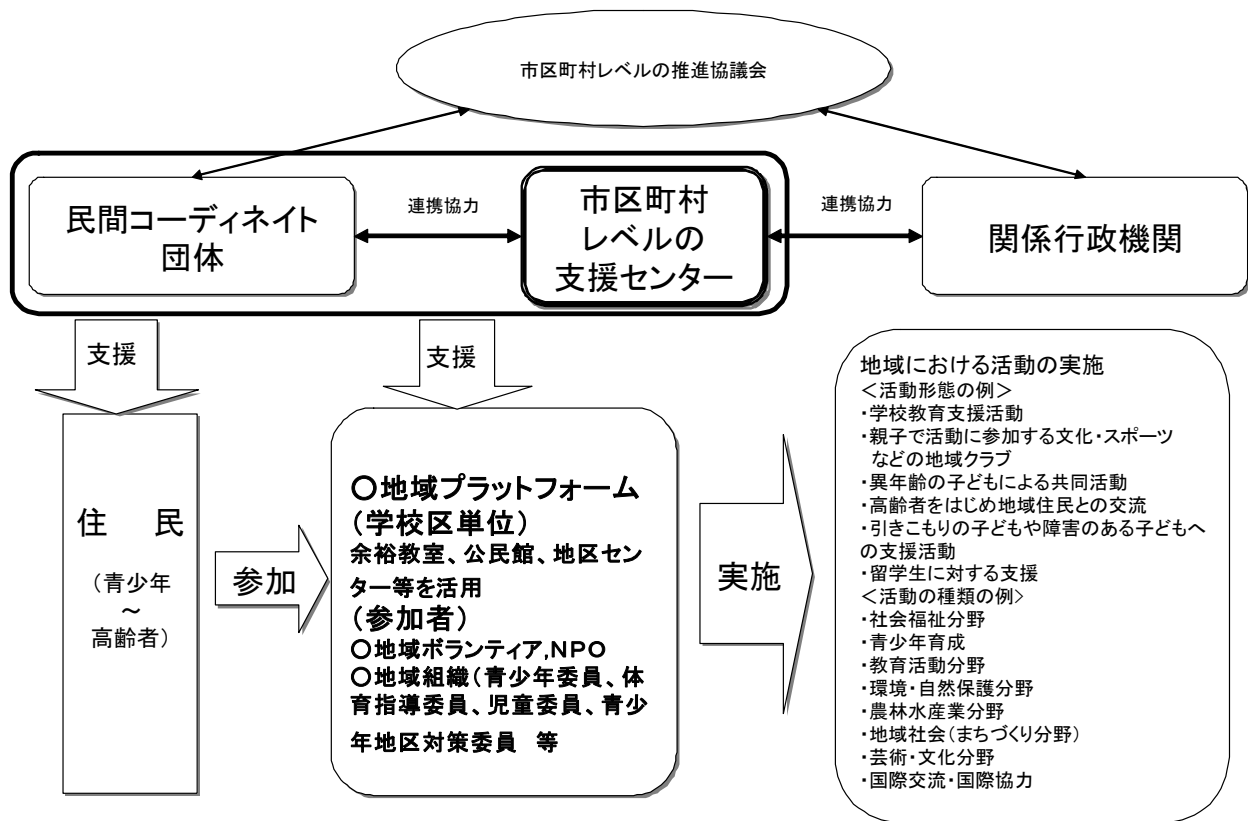 市区町村レベルの推進協議会
民間コーディネイト
団体
連携協力
市区町村
レベルの
支援センター
連携協力
関係行政機関
支援
支援
住　民
(青少年
～
高齢者)
参加
○地域プラットフォーム
(学校区単位)
余裕教室、公民館、地区セン
ター等を活用
(参加者)
○地域ボランティア,NPO
○地域組織(青少年委員、体
育指導委員、児童委員、青少
年地区対策委員　等
実施
地域における活動の実施
＜活動形態の例＞
・学校教育支援活動
・親子で活動に参加する文化・スポーツ
などの地域クラブ
・異年齢の子どもによる共同活動
・高齢者をはじめ地域住民との交流
・引きこもりの子どもや障害のある子どもへ
の支援活動
・留学生に対する支援
＜活動の種類の例＞
・社会福祉分野
・青少年育成
・教育活動分野
・環境・自然保護分野
・農林水産業分野
・地域社会(まちづくり分野)
・芸術・文化分野
・国際交流・国際協力